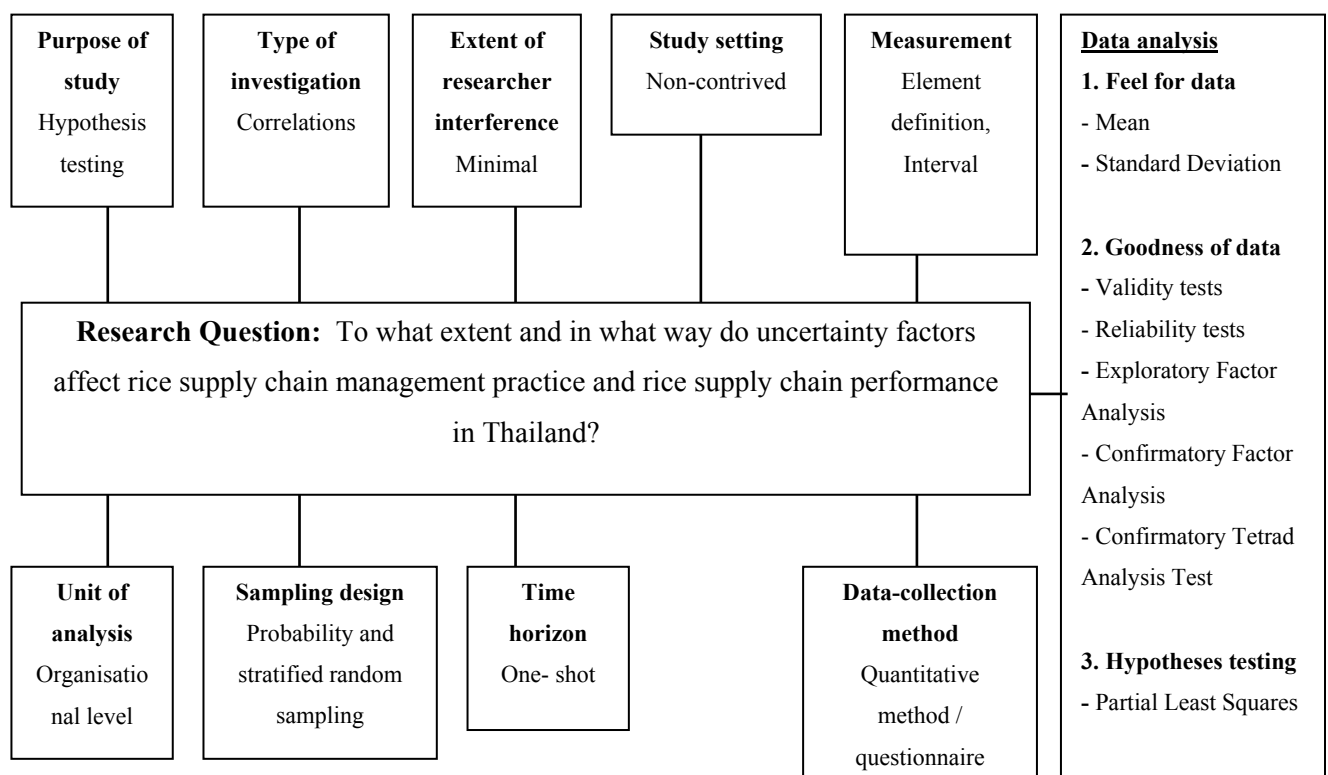 Purpose of
study
Hypothesis
testing
Type of
investigation
Correlations
Extent of
researcher
interference
Minimal
Study setting
Non-contrived
Measurement
Element
definition,
Interval
Data analysis
1. Feel for data
- Mean
- Standard Deviation
2. Goodness of data
- Validity tests
- Reliability tests
- Exploratory Factor
Analysis
- Confirmatory Factor
Analysis
- Confirmatory Tetrad
Analysis Test
3. Hypotheses testing
- Partial Least Squares
Research Question: To what extent and in what way do uncertainty factors
affect rice supply chain management practice and rice supply chain performance
in Thailand?
Unit of
analysis
Organisatio
nal level
Sampling design
Probability and
stratified random
sampling
Time
horizon
One- shot
Data-collection
method
Quantitative
method /
questionnaire